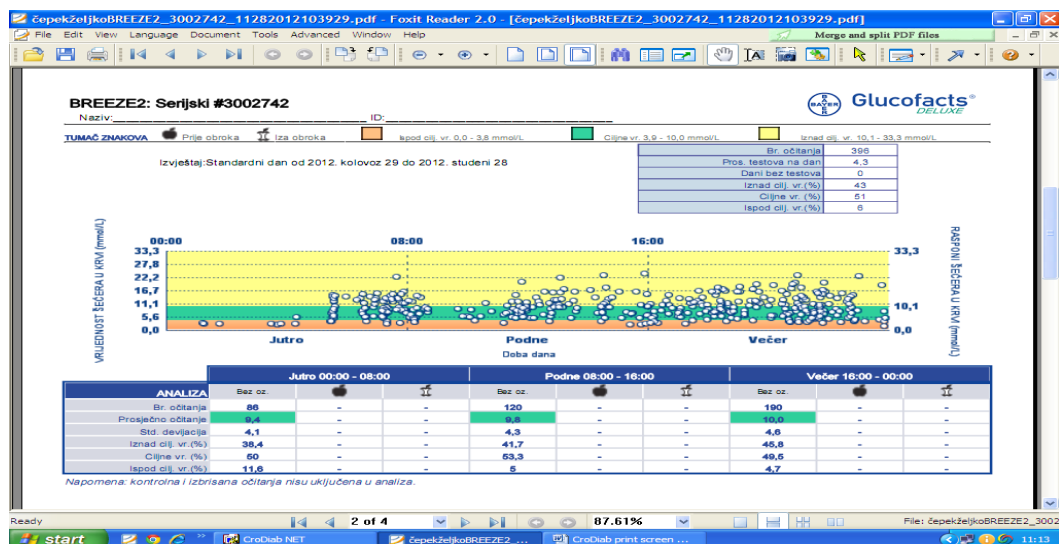 čepekželjkoBREEZE2_3002742_11282012103929.pdf - Foxit Reader 2.0 - [čepekželjkoBREEZE2_3002742_11282012103929.pdf]
File Edit View Language Document Tools Advanced Window Help
Merge and split PDF files
BREEZE2: Serijski #3002742
BAYER
Glucofacts®
DELUXE
Naziv: ID:
TUMAČ ZNAKOVA Prije obroka Iza obroka Ispod cilj. vr. 0,0 - 3,8 mmol/L Ciljne vr. 3,9 - 10,0 mmol/L Iznad cilj. vr. 10,1 - 33,3 mmol/L
Izvještaj:Standardni dan od 2012. kolovoz 29 do 2012. studeni 28
Br. očitanja 396
Pros. testova na dan 4,3
Dani bez testova 0
Iznad cilj. vr.(%) 43
Ciljne vr.(%) 51
Ispod cilj. vr.(%) 6
00:00 08:00 16:00
VRIJEDNOST ŠEĆERA U KRVI (mmol/L)
33,3
27,8
22,2
16,7
11,1
5,6
0,0
33,3
10,1
0,0
RASPONI ŠEĆERA U KRVI (mmol/L)
Jutro Podne Večer
Doba dana
Jutro 00:00 - 08:00 Podne 08:00 - 16:00 Večer 16:00 - 00:00
ANALIZA Bez oz. Bez oz. Bez oz.
Br. očitanja 86 - - 120 - - 190 - -
Prosječno očitanje 9,4 - - 9,8 - - 10,0 - -
Std. devijacija 4,1 - - 4,3 - - 4,6 - -
Iznad cilj. vr.(%) 38,4 - - 41,7 - - 45,8 - -
Ciljne vr. (%) 50 - - 53,3 - - 49,5 - -
Ispod cilj. vr.(%) 11,6 - - 5 - - 4,7 - -
Napomena: kontrolna i izbrisana očitanja nisu uključena u analiza.
Ready 2 of 4 87.61% File: čepekželjkoBREEZE2_3002
start CroDiab NET čepekželjkoBREEZE2_... CroDiab print screen ... 11:13